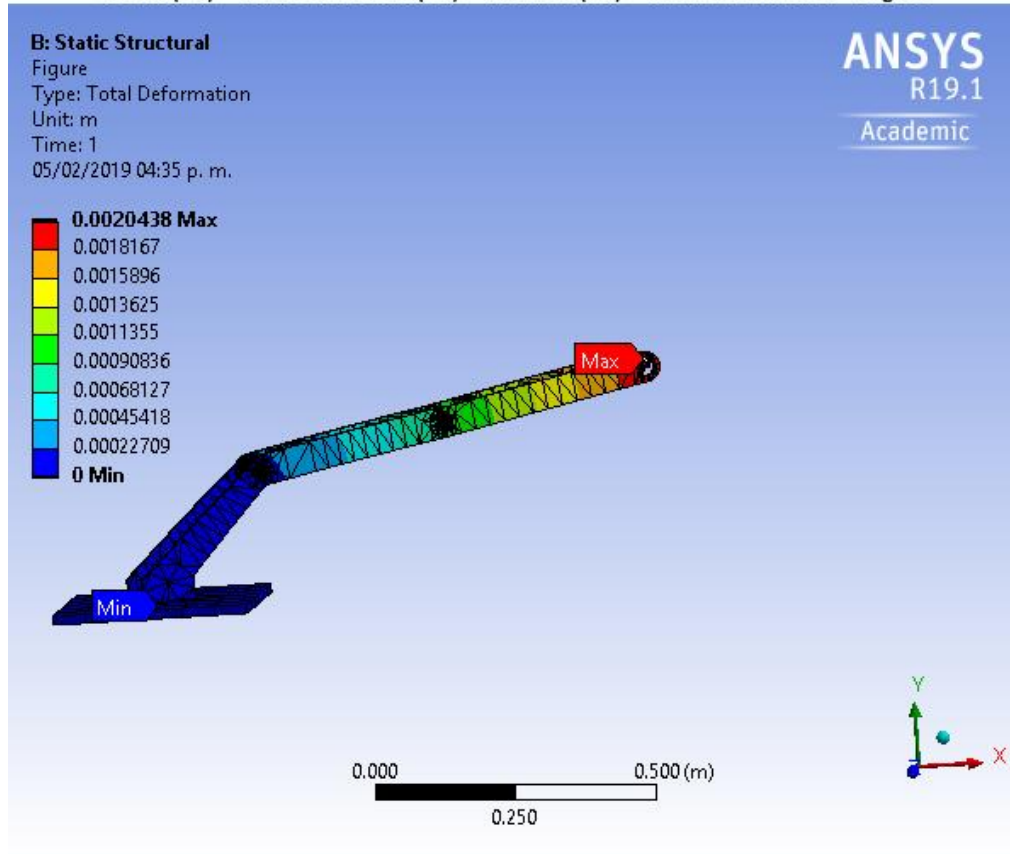 B: Static Structural
Figure
Type: Total Deformation
Unit: m
Time: 1
05/02/2019 04:35 p. m.
ANSYS
R19.1
Academic
0.0020438 Max
0.0018167
0.0015896
0.0013625
0.0011355
0.00090836
0.00068127
0.00045418
0.00022709
0 Min
Max
Min
Y
X
0.000
0.500 (m)
0.250